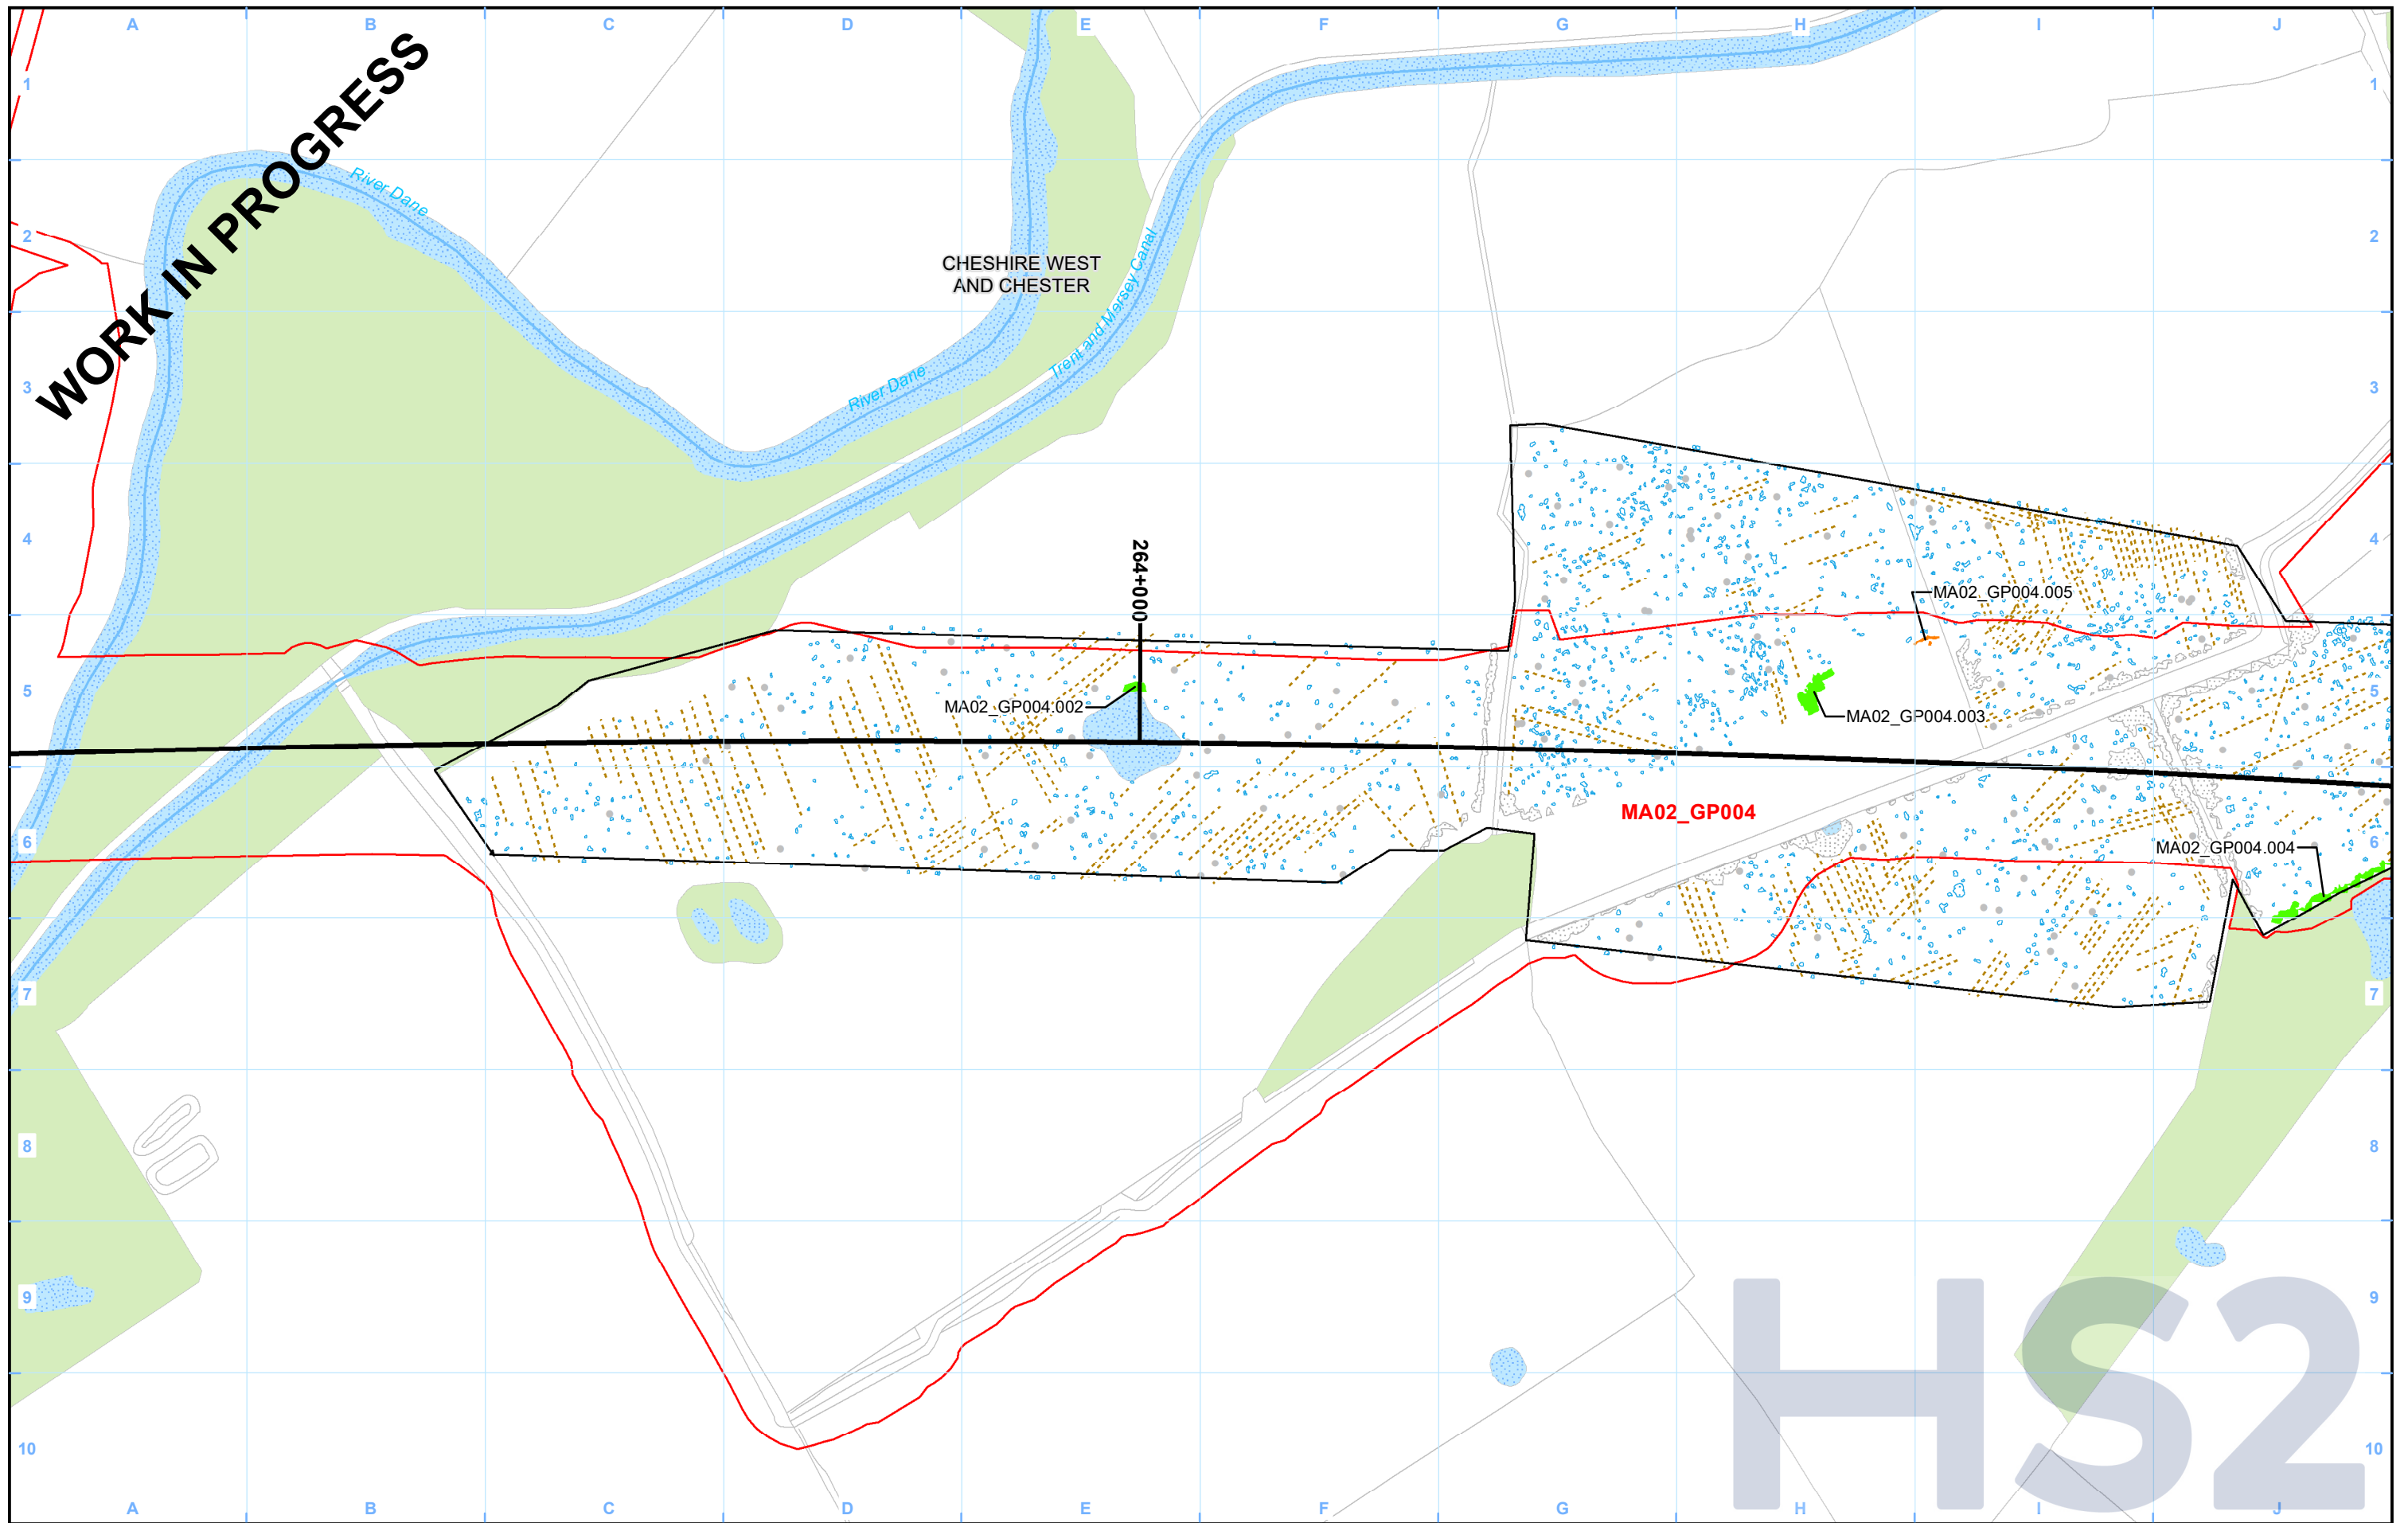 A B C D E F G H I J
1 1
WORK IN PROGRESS
River Dane
2 2
CHESHIRE WEST
AND CHESTER
Trent and Mersey Canal
3 3
River Dane
4 4
264+000
MA02_GP004.005
5 5
MA02_GP004.002
MA02_GP004.003
MA02_GP004
6 6
MA02_GP004.004
7 7
8 8
9 9
HS2
10 10
A B C D E F G H I J